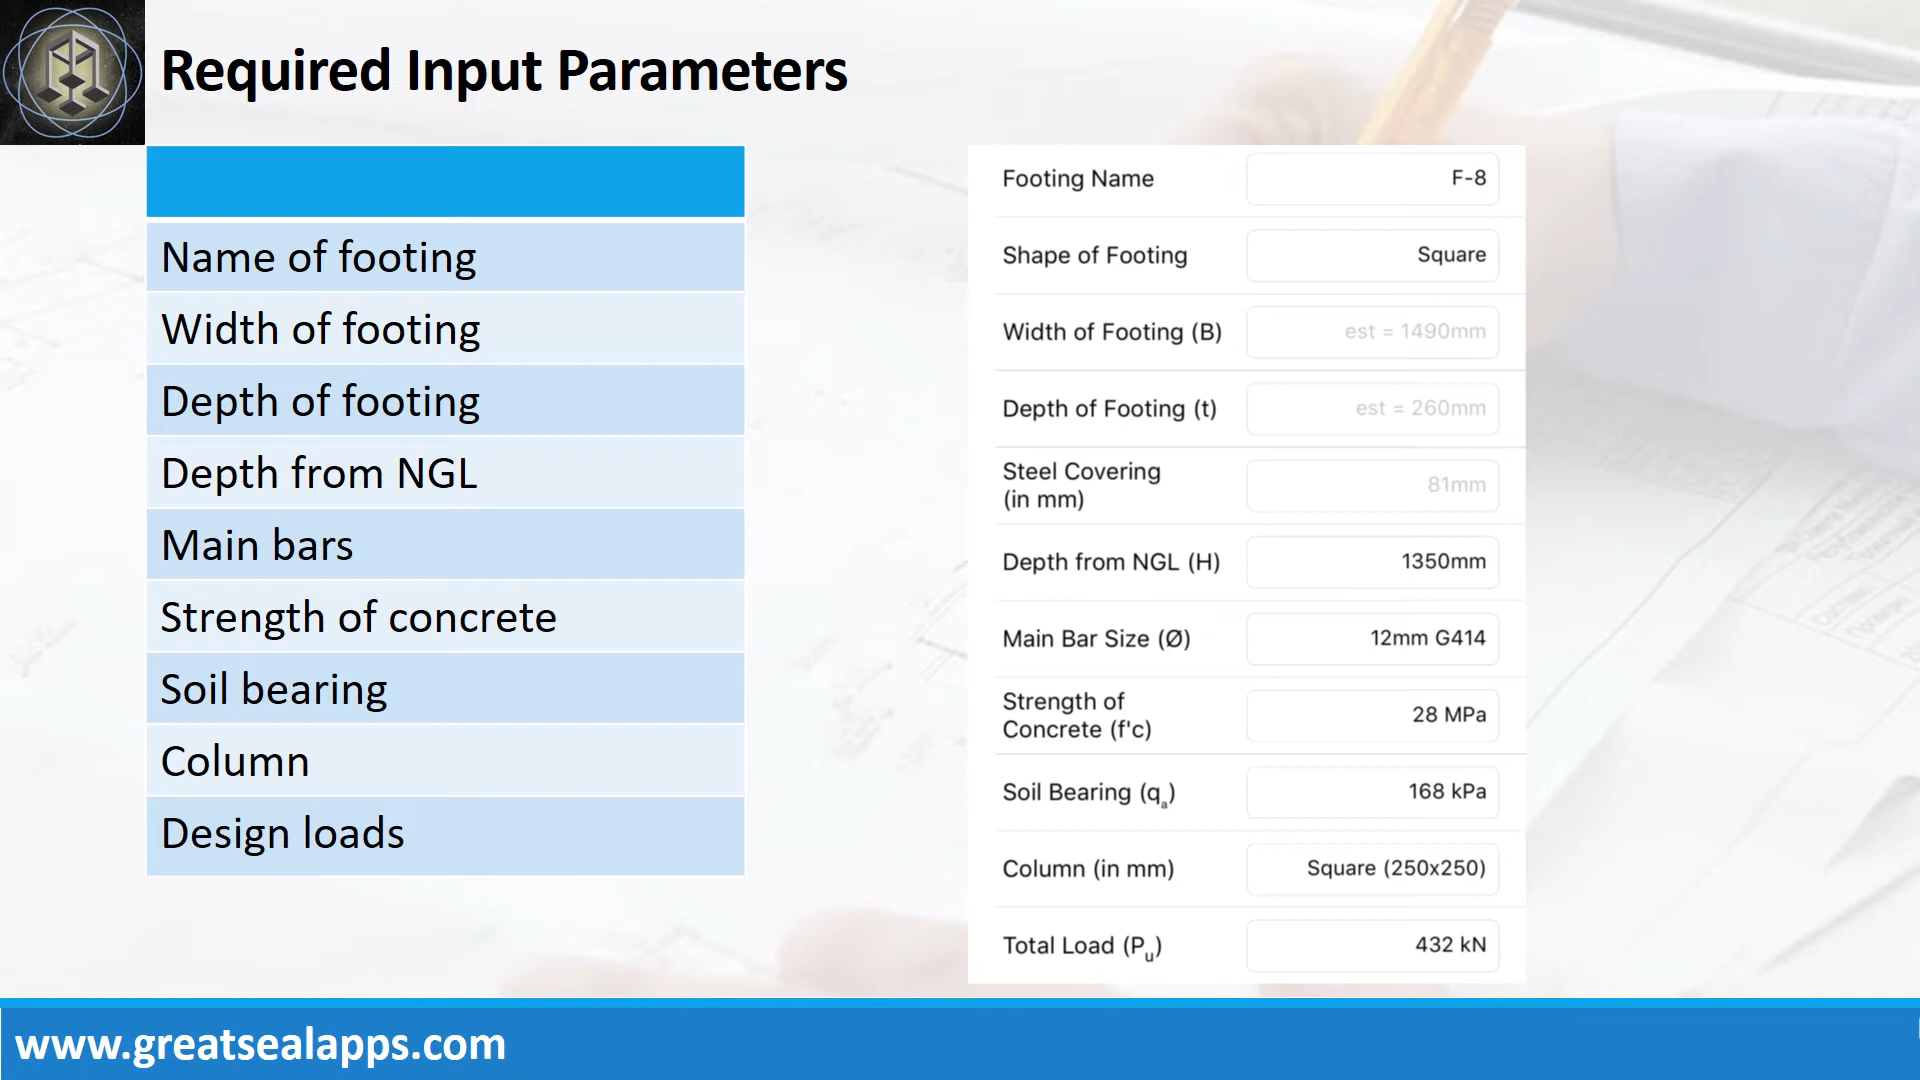 Required Input Parameters
Name of footing
Width of footing
Depth of footing
Depth from NGL
Main bars
Strength of concrete
Soil bearing
Column
Design loads
Footing Name F-8
Shape of Footing Square
Width of Footing (B) est = 1490mm
Depth of Footing (t) est = 260mm
Steel Covering
(in mm) 81mm
Depth from NGL (H) 1350mm
Main Bar Size (Ø) 12mm G414
Strength of
Concrete (f'c) 28 MPa
Soil Bearing (qa) 168 kPa
Column (in mm) Square (250x250)
Total Load (Pu) 432 kN
www.greatsealapps.com